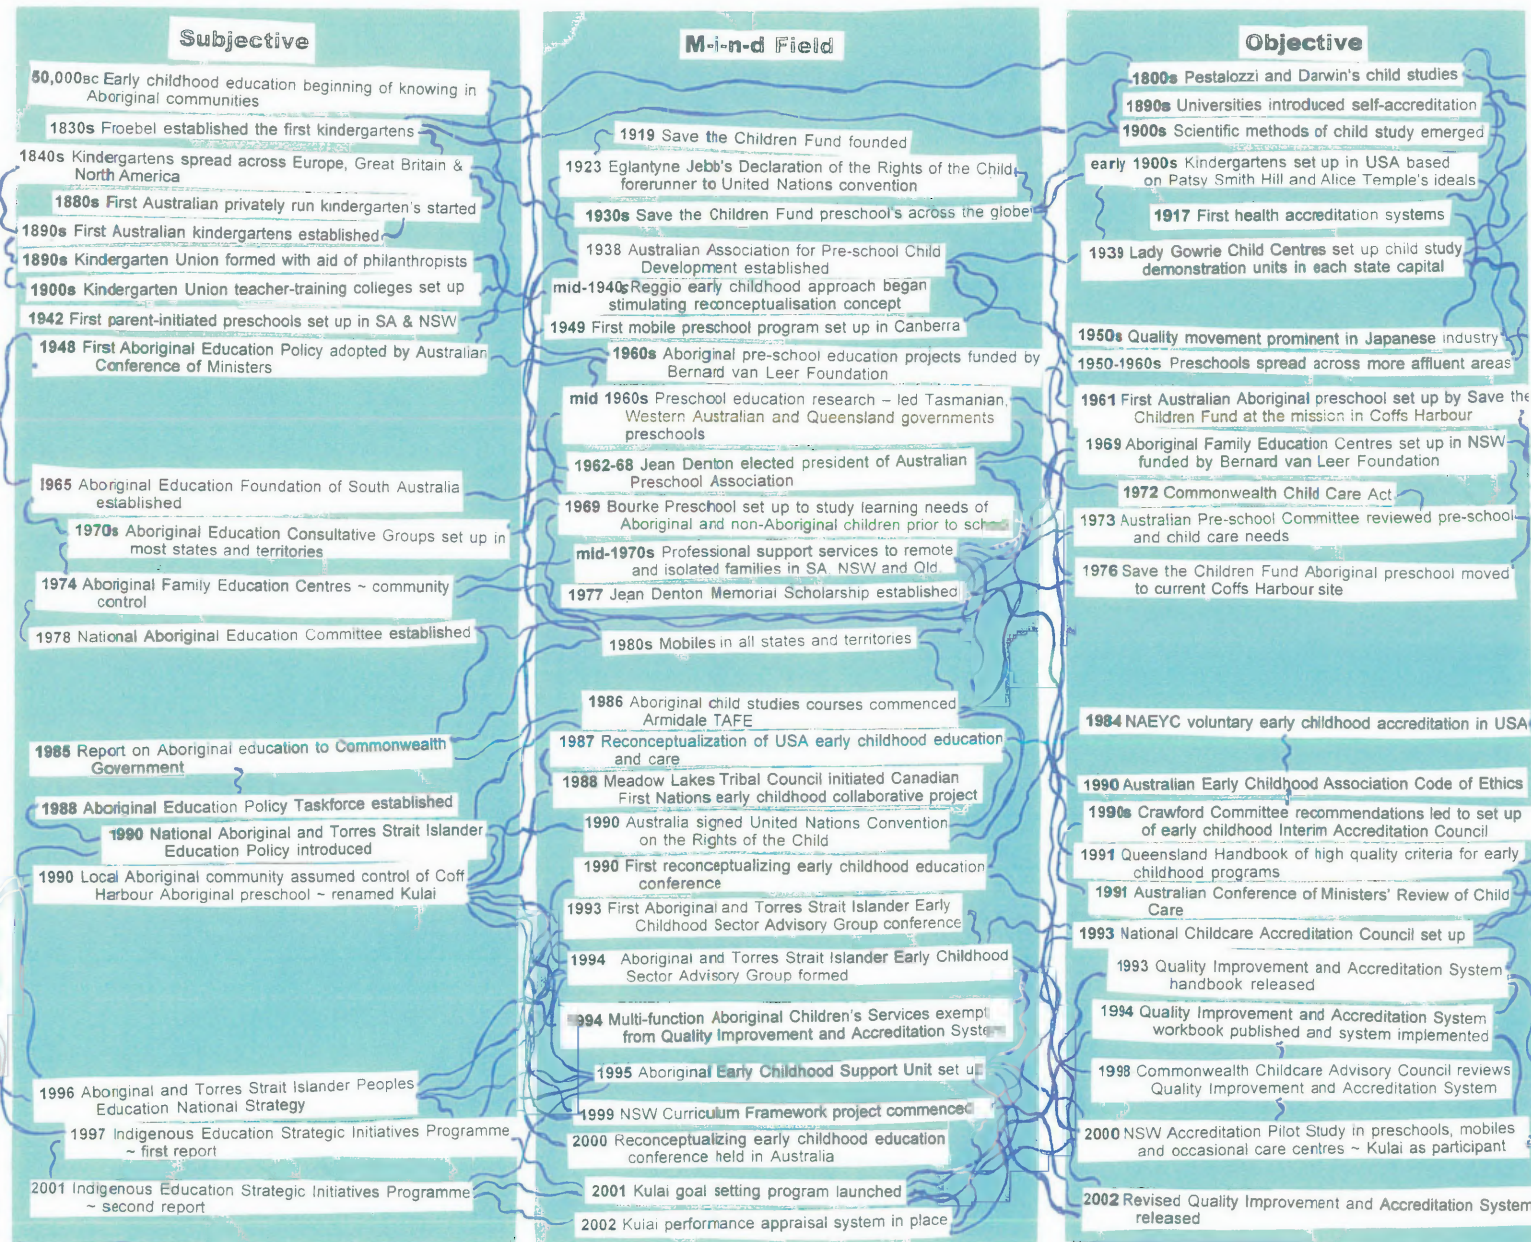 Subjective
50,000BC Early childhood education beginning of knowing in
Aboriginal communities
1830s Froebel established the first kindergartens
1840s Kindergartens spread across Europe, Great Britain &
North America
1880s First Australian privately run kindergarten's started
1890s First Australian kindergartens established
1890s Kindergarten Union formed with aid of philanthropists
1900s Kindergarten Union teacher-training colleges set up
1942 First parent-initiated preschools set up in SA & NSW
1948 First Aboriginal Education Policy adopted by Australian
Conference of Ministers
1965 Aboriginal Education Foundation of South Australia
established
1970s Aboriginal Education Consultative Groups set up in
most states and territories
1974 Aboriginal Family Education Centres ~ community
control
1978 National Aboriginal Education Committee established
1985 Report on Aboriginal education to Commonwealth
Government
1988 Aboriginal Education Policy Taskforce established
1990 National Aboriginal and Torres Strait Islander
Education Policy introduced
1990 Local Aboriginal community assumed control of Coff
Harbour Aboriginal preschool ~ renamed Kulai
1996 Aboriginal and Torres Strait Islander Peoples
Education National Strategy
1997 Indigenous Education Strategic Initiatives Programme
~ first report
2001 Indigenous Education Strategic Initiatives Programme
~ second report
M-i-n-d Field
1919 Save the Children Fund founded
1923 Eglantyne Jebb's Declaration of the Rights of the Child
forerunner to United Nations convention
1930s Save the Children Fund preschool's across the globe
1938 Australian Association for Pre-school Child
Development established
mid-1940s Reggio early childhood approach began
stimulating reconceptualisation concept
1949 First mobile preschool program set up in Canberra
1960s Aboriginal pre-school education projects funded by
Bernard van Leer Foundation
mid 1960s Preschool education research – led Tasmanian,
Western Australian and Queensland governments
preschools
1962-68 Jean Denton elected president of Australian
Preschool Association
1969 Bourke Preschool set up to study learning needs of
Aboriginal and non-Aboriginal children prior to
mid-1970s Professional support services to remote
and isolated families in SA, NSW and Qld.
1977 Jean Denton Memorial Scholarship established
1980s Mobiles in all states and territories
1986 Aboriginal child studies courses commenced
Armidale TAFE
1987 Reconceptualization of USA early childhood education
and care
1988 Meadow Lakes Tribal Council initiated Canadian
First Nations early childhood collaborative project
1990 Australia signed United Nations Convention
on the Rights of the Child
1990 First reconceptualizing early childhood education
conference
1993 First Aboriginal and Torres Strait Islander Early
Childhood Sector Advisory Group conference
1994 Aboriginal and Torres Strait Islander Early Childhood
Sector Advisory Group formed
994 Multi-function Aboriginal Children's Services exempt
from Quality Improvement and Accreditation
1995 Aboriginal Early Childhood Support Unit set up
1999 NSW Curriculum Framework project commenced
2000 Reconceptualizing early childhood education
conference held in Australia
2001 Kulai goal setting program launched
2002 Kulai performance appraisal system in place
Objective
1800s Pestalozzi and Darwin's child studies
1890s Universities introduced self-accreditation
1900s Scientific methods of child study emerged
early 1900s Kindergartens set up in USA based
on Patsy Smith Hill and Alice Temple's ideals
1917 First health accreditation systems
1939 Lady Gowrie Child Centres set up child study
demonstration units in each state capital
1950s Quality movement prominent in Japanese industry
1950-1960s Preschools spread across more affluent areas
1961 First Australian Aboriginal preschool set up by Save the
Children Fund at the mission in Coffs Harbour
1969 Aboriginal Family Education Centres set up in NSW
funded by Bernard van Leer Foundation
1972 Commonwealth Child Care Act
1973 Australian Pre-school Committee reviewed pre-school
and child care needs
1976 Save the Children Fund Aboriginal preschool moved
to current Coffs Harbour site
1984 NAEYC voluntary early childhood accreditation in USA
1990 Australian Early Childhood Association Code of Ethics
1990s Crawford Committee recommendations led to set up
of early childhood Interim Accreditation Council
1991 Queensland Handbook of high quality criteria for early
childhood programs
1991 Australian Conference of Ministers' Review of Child
Care
1993 National Childcare Accreditation Council set up
1993 Quality Improvement and Accreditation System
handbook released
1994 Quality Improvement and Accreditation System
workbook published and system implemented
1998 Commonwealth Childcare Advisory Council reviews
Quality Improvement and Accreditation System
2000 NSW Accreditation Pilot Study in preschools, mobiles
and occasional care centres ~ Kulai as participant
2002 Revised Quality Improvement and Accreditation System
released